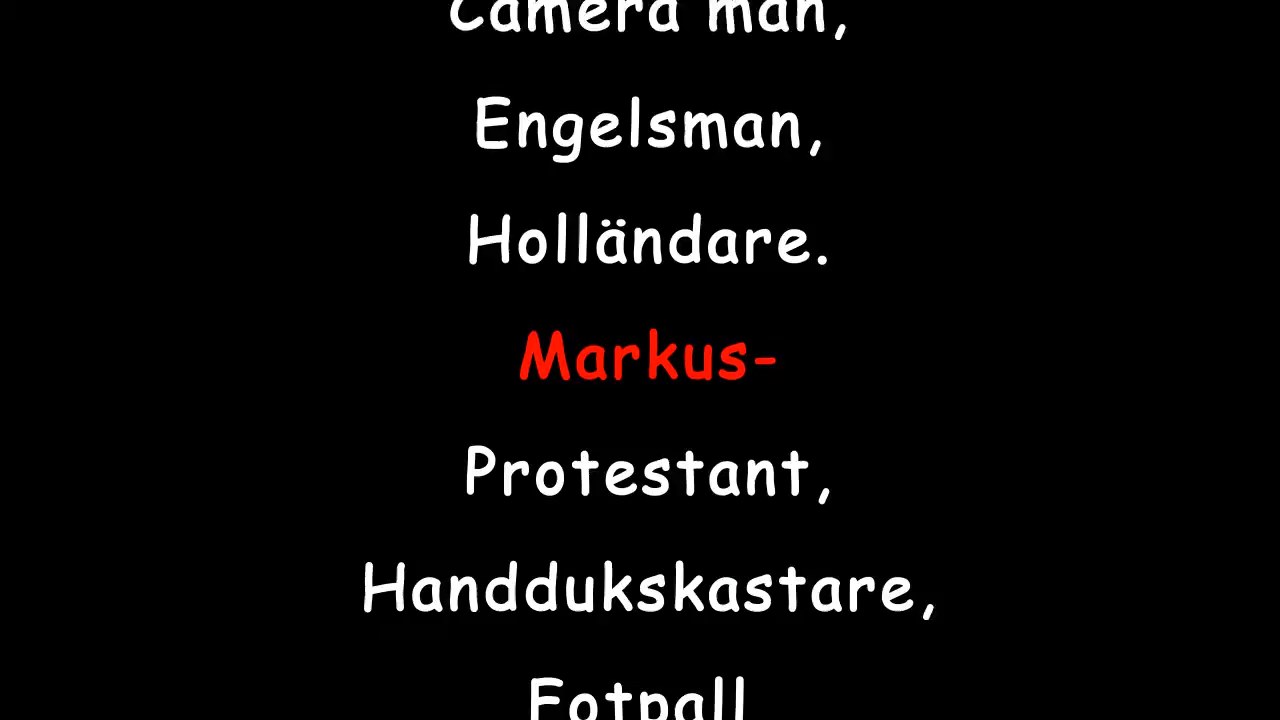 Camera man,
Engelsman,
Holländare.
Markus-
Protestant,
Handdukskastare,
Fotpall